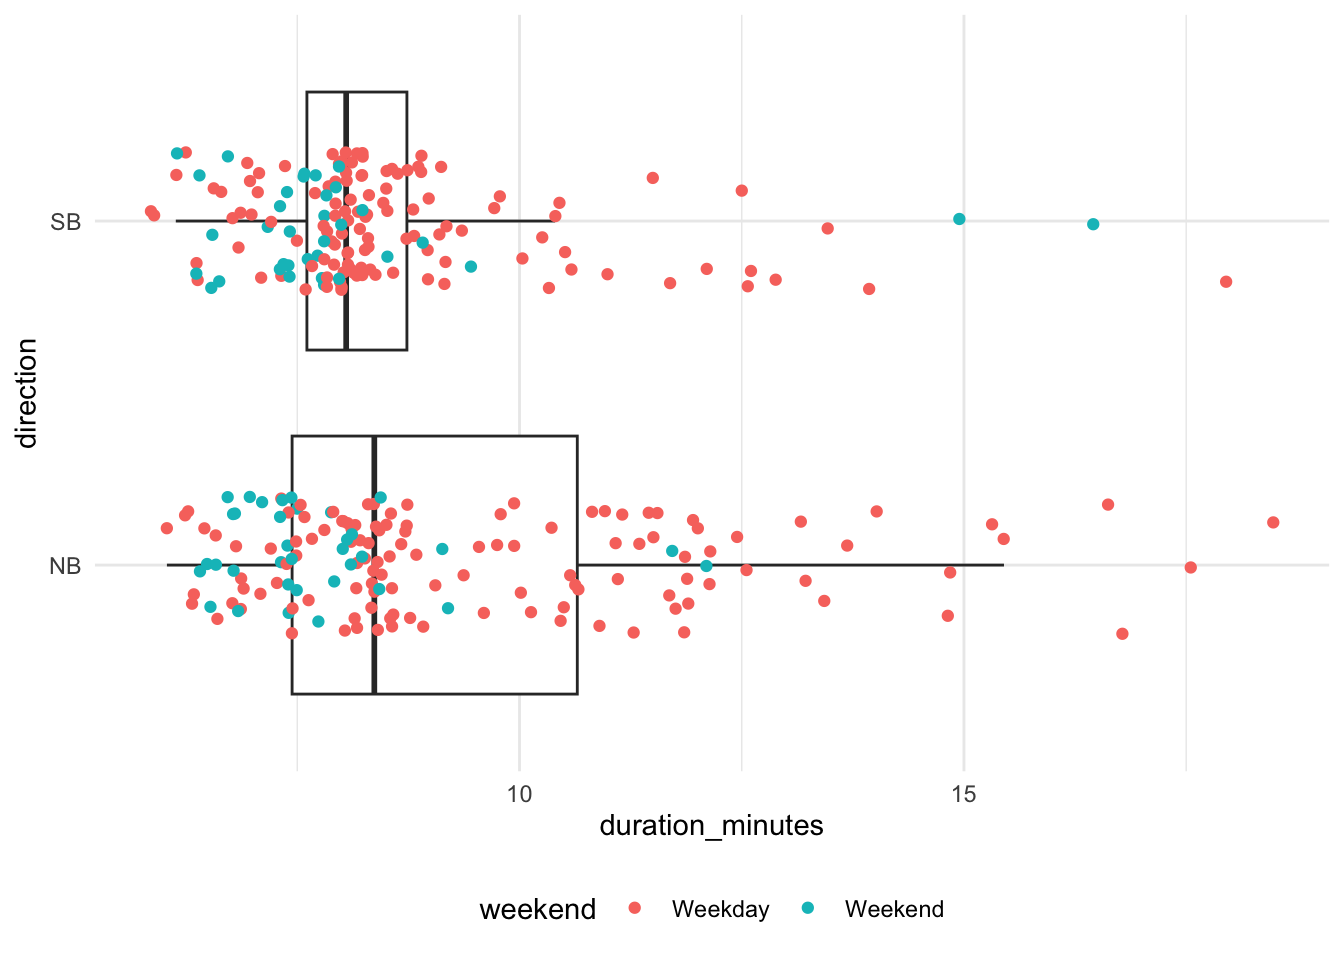 direction
SB
NB
10
15
duration_minutes
weekend
Weekday
Weekend